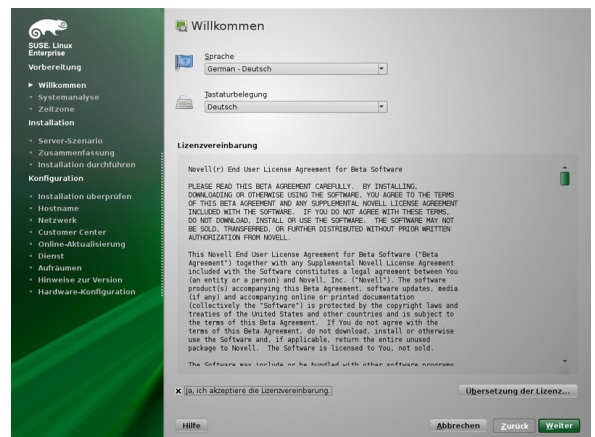 SUSE. Linux
Enterprise
Vorbereitung
Willkommen
Systemanalyse
Zeitzone
Installation
Server-Szenario
Zusammenfassung
Installation durchführen
Konfiguration
Installation überprüfen
Hostname
Netzwerk
Customer Center
Online-Aktualisierung
Dienst
Aufräumen
Hinweise zur Version
Hardware-Konfiguration
Willkommen
Sprache
German - Deutsch
Tastaturbelegung
Deutsch
Lizenzvereinbarung
Novell(r) End User License Agreement for Beta Software
PLEASE READ THIS BETA AGREEMENT CAREFULLY.  BY INSTALLING,
DOWNLOADING OR OTHERWISE USING THE SOFTWARE, YOU AGREE TO THE TERMS
OF THIS BETA AGREEMENT AND ANY SUPPLEMENTAL NOVELL LICENSE AGREEMENT
INCLUDED WITH THE SOFTWARE.  IF YOU DO NOT AGREE WITH THESE TERMS,
DO NOT DOWNLOAD, INSTALL OR USE THE SOFTWARE.  THE SOFTWARE MAY NOT
BE SOLD, TRANSFERRED, OR FURTHER DISTRIBUTED WITHOUT PRIOR WRITTEN
AUTHORIZATION FROM NOVELL.
This Novell End User License Agreement for Beta Software ("Beta
Agreement") together with any Supplemental Novell License Agreement
included with the Software constitutes a legal agreement between You
(an entity or a person) and Novell, Inc. ("Novell"). The software
product(s) accompanying this Beta Agreement, software updates, media
(if any) and accompanying online or printed documentation
(collectively the "Software") is protected by the copyright laws and
treaties of the United States and other countries and is subject to
the terms of this Beta Agreement.  If You do not agree with the
terms of this Beta Agreement, do not download, install or otherwise
use the Software and, if applicable, return the entire unused
package to Novell.  The Software is licensed to You, not sold.
The Software may include or be bundled with other software programs
Ja, ich akzeptiere die Lizenzvereinbarung.
Übersetzung der Lizenz...
Hilfe
Abbrechen
Zurück
Weiter